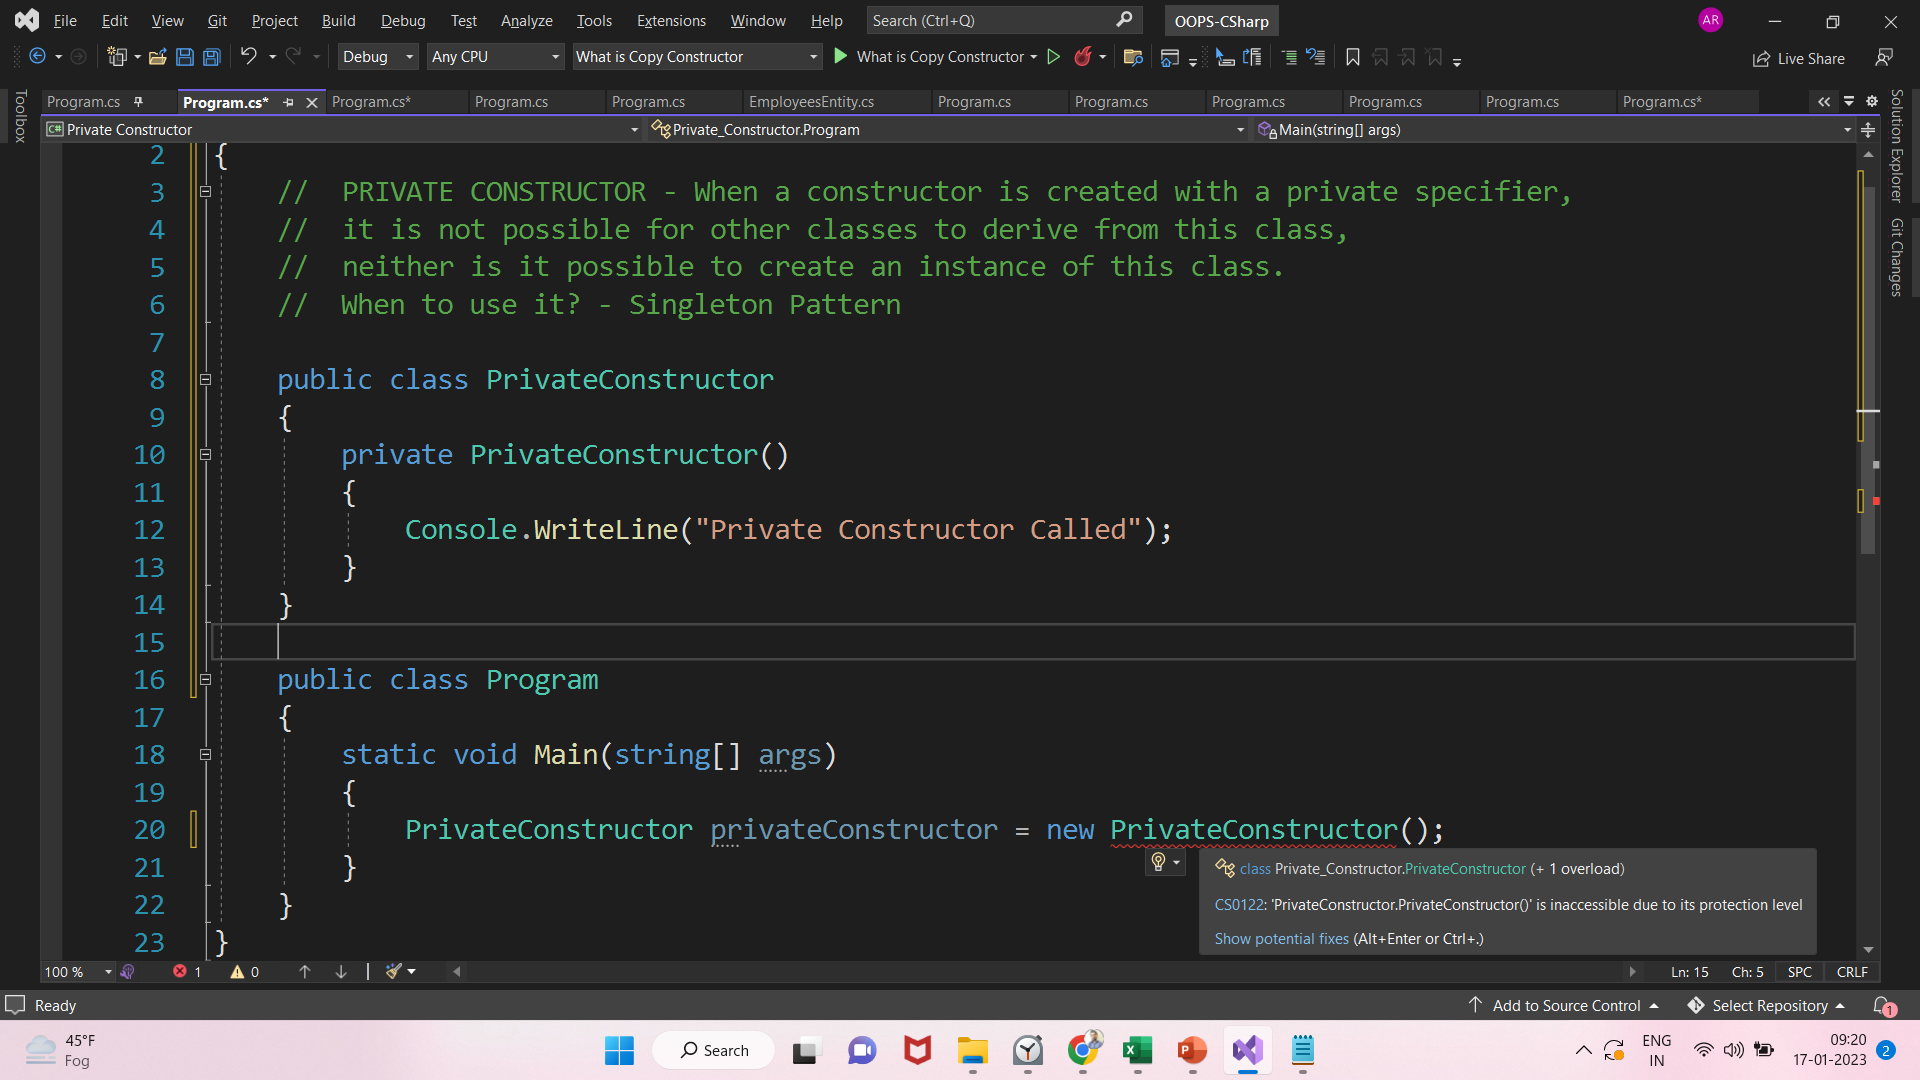 File Edit View Git Project Build Debug Test Analyze Tools Extensions Window Help Search (Ctrl+Q) OOPS-CSharp AR
Debug Any CPU What is Copy Constructor What is Copy Constructor Live Share
Program.cs Program.cs* Program.cs* Program.cs Program.cs EmployeesEntity.cs Program.cs Program.cs Program.cs Program.cs Program.cs Program.cs*
Toolbox
Solution Explorer
Git Changes
C# Private Constructor Private_Constructor.Program Main(string[] args)
2 {
3 // PRIVATE CONSTRUCTOR - When a constructor is created with a private specifier,
4 // it is not possible for other classes to derive from this class,
5 // neither is it possible to create an instance of this class.
6 // When to use it? - Singleton Pattern
7
8 public class PrivateConstructor
9 {
10 private PrivateConstructor()
11 {
12 Console.WriteLine("Private Constructor Called");
13 }
14 }
15
16 public class Program
17 {
18 static void Main(string[] args)
19 {
20 PrivateConstructor privateConstructor = new PrivateConstructor();
21 }
22 }
23 }
class Private_Constructor.PrivateConstructor (+ 1 overload)
CS0122: 'PrivateConstructor.PrivateConstructor()' is inaccessible due to its protection level
Show potential fixes (Alt+Enter or Ctrl+.)
100 % 1 0 Ln: 15 Ch: 5 SPC CRLF
Ready Add to Source Control Select Repository 1
45°F
Fog
Search
ENG
IN
09:20
17-01-2023
2